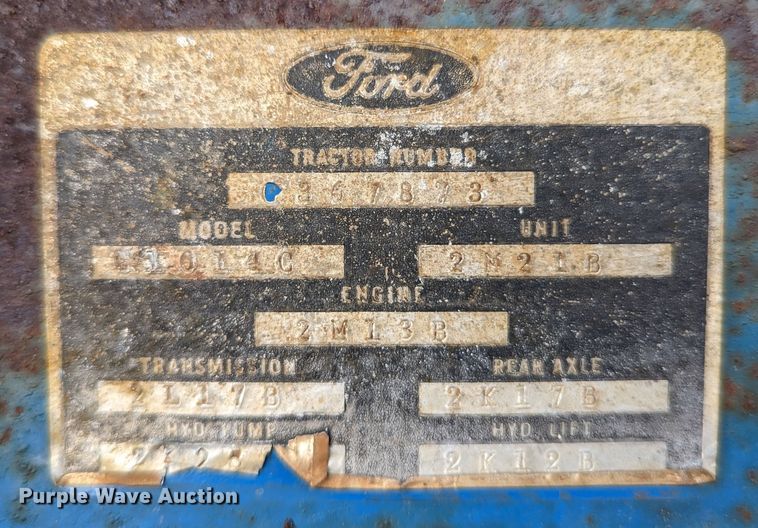 Ford
TRACTOR NUMBER
C367873
MODEL
UNIT
2M21B
ENGINE
2M13B
TRANSMISSION
REAR AXLE
2L17B
2K17B
HYD PUMP
HYD LIFT
2K12B
Purple Wave Auction